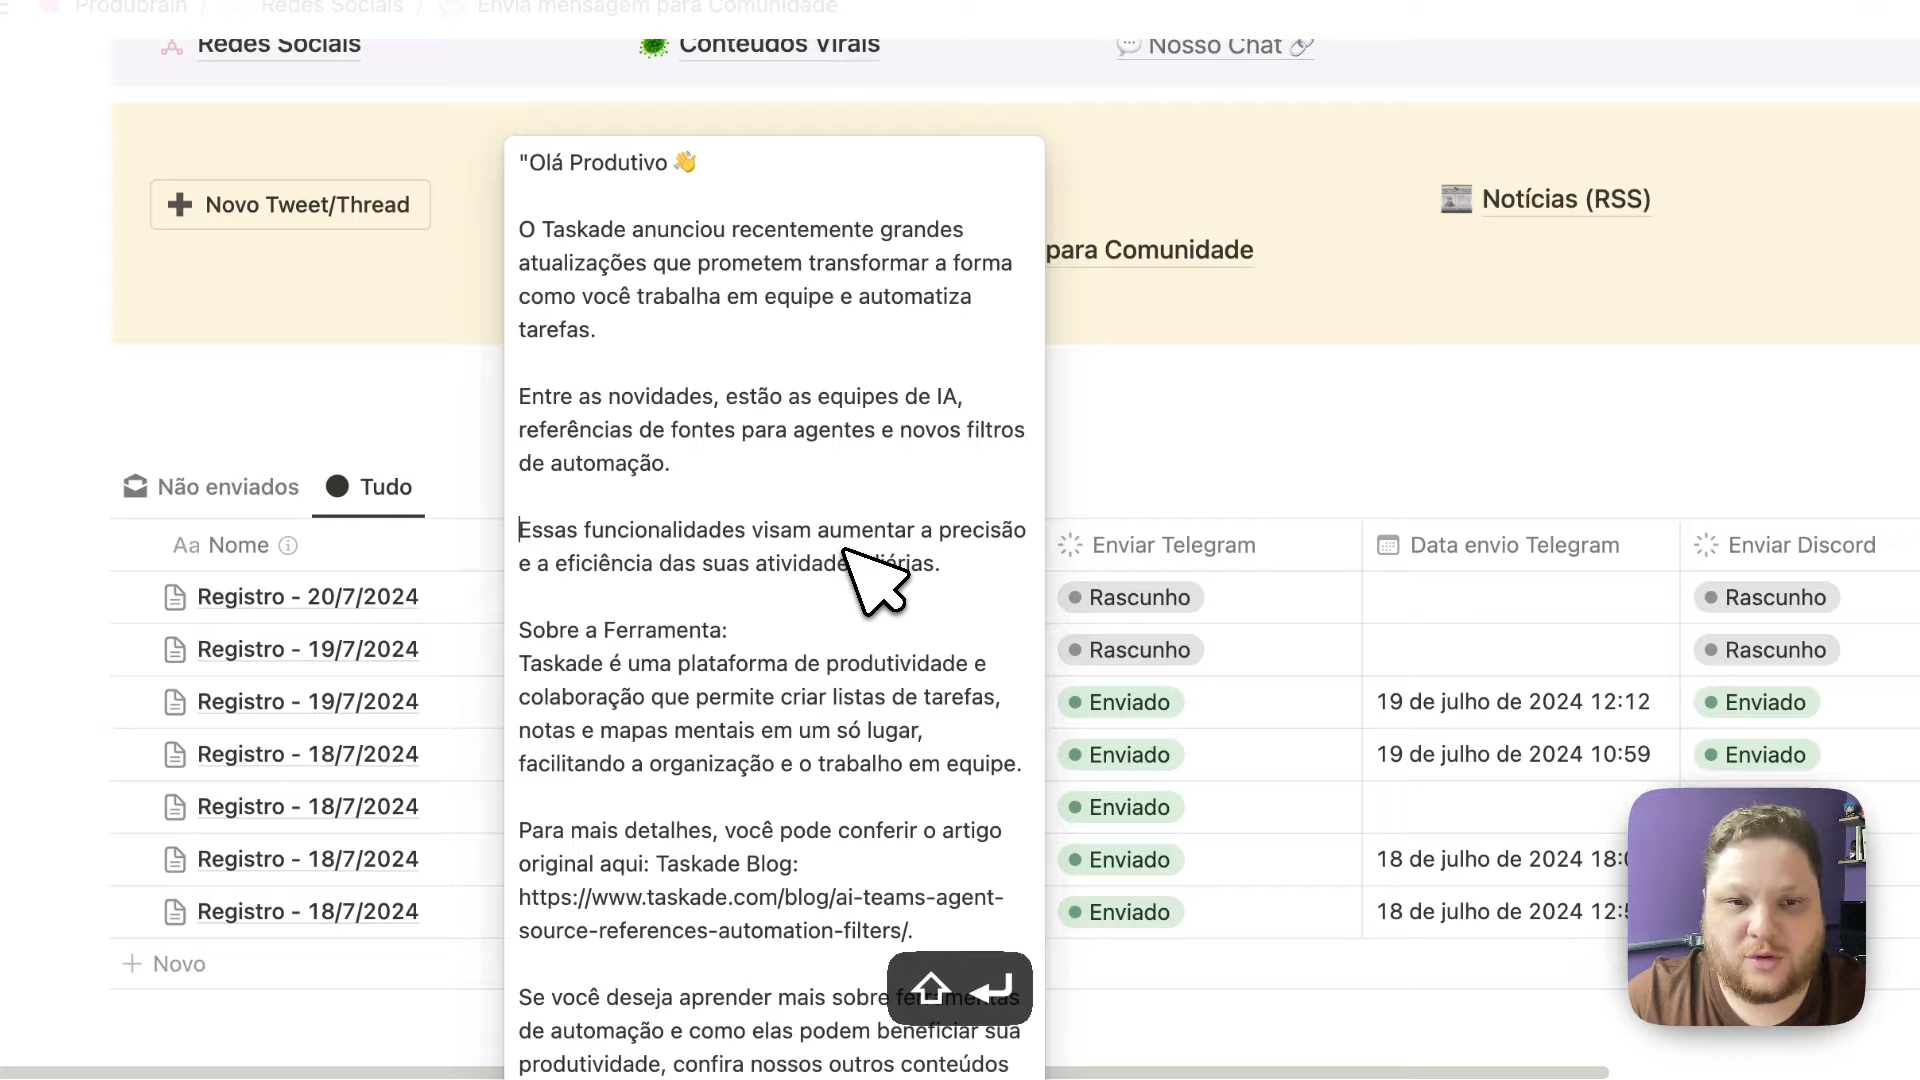 Produbrain / Redes Sociais / Envia mensagem para Comunidade
Redes Sociais
Conteúdos Virais
Nosso Chat
Novo Tweet/Thread
Notícias (RSS)
para Comunidade
"Olá Produtivo 👋
O Taskade anunciou recentemente grandes
atualizações que prometem transformar a forma
como você trabalha em equipe e automatiza
tarefas.
Entre as novidades, estão as equipes de IA,
referências de fontes para agentes e novos filtros
de automação.
Essas funcionalidades visam aumentar a precisão
e a eficiência das suas atividades diárias.
Sobre a Ferramenta:
Taskade é uma plataforma de produtividade e
colaboração que permite criar listas de tarefas,
notas e mapas mentais em um só lugar,
facilitando a organização e o trabalho em equipe.
Para mais detalhes, você pode conferir o artigo
original aqui: Taskade Blog:
https://www.taskade.com/blog/ai-teams-agent-
source-references-automation-filters/.
Se você deseja aprender mais sobre ferramentas
de automação e como elas podem beneficiar sua
produtividade, confira nossos outros conteúdos
Não enviados
Tudo
Aa Nome
Enviar Telegram
Data envio Telegram
Enviar Discord
Registro - 20/7/2024
Rascunho
Rascunho
Registro - 19/7/2024
Rascunho
Rascunho
Registro - 19/7/2024
Enviado
19 de julho de 2024 12:12
Enviado
Registro - 18/7/2024
Enviado
19 de julho de 2024 10:59
Enviado
Registro - 18/7/2024
Enviado
Registro - 18/7/2024
Enviado
18 de julho de 2024
Registro - 18/7/2024
Enviado
18 de julho de 2024
+ Novo